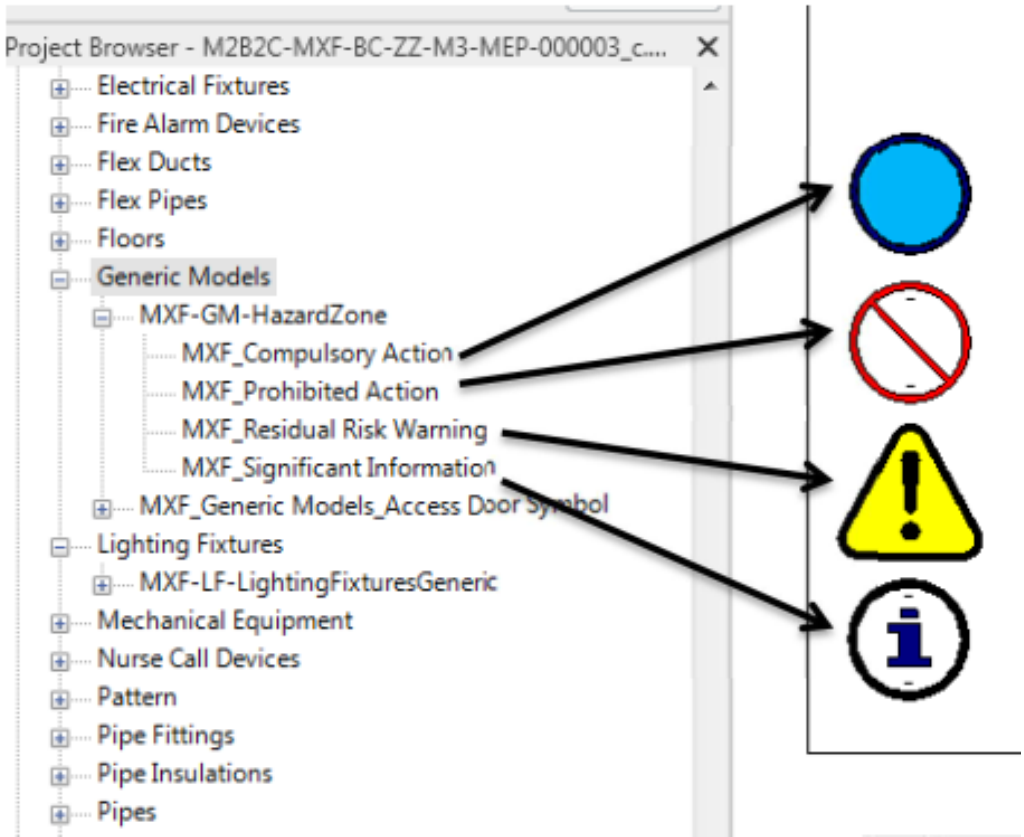 Project Browser - M2B2C-MXF-BC-ZZ-M3-MEP-000003_c....
Electrical Fixtures
Fire Alarm Devices
Flex Ducts
Flex Pipes
Floors
Generic Models
MXF-GM-HazardZone
MXF_Compulsory Action
MXF_Prohibited Action
MXF_Residual Risk Warning
MXF_Significant Information
MXF_Generic Models_Access Door Symbol
Lighting Fixtures
MXF-LF-LightingFixturesGeneric
Mechanical Equipment
Nurse Call Devices
Pattern
Pipe Fittings
Pipe Insulations
Pipes